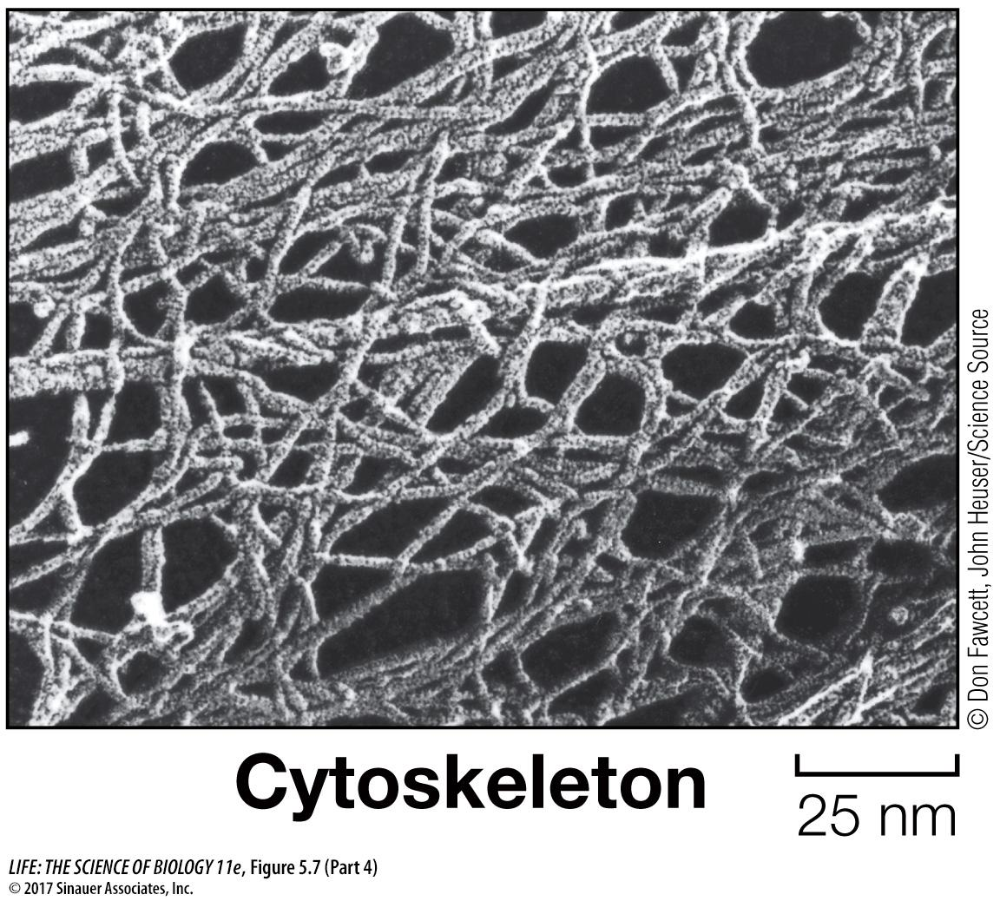 © Don Fawcett, John Heuser/Science Source
Cytoskeleton
25 nm
LIFE: THE SCIENCE OF BIOLOGY 11e, Figure 5.7 (Part 4)
© 2017 Sinauer Associates, Inc.